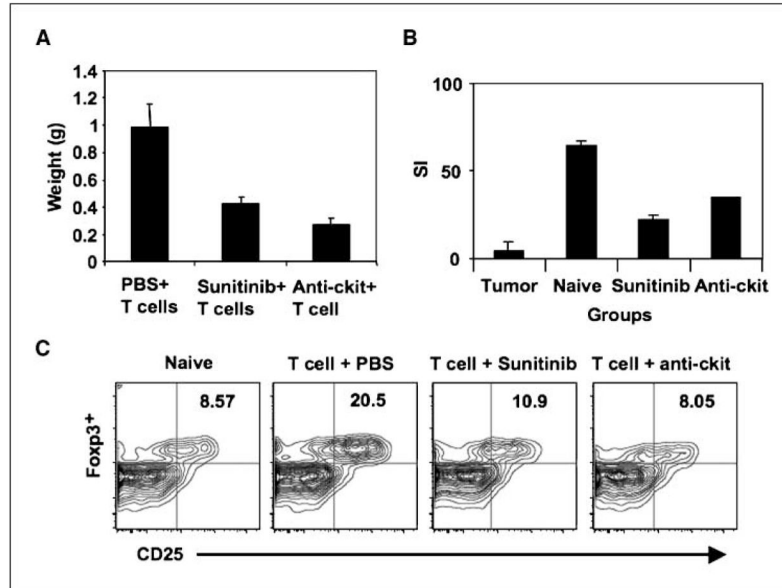 A
Weight (g)
1.4
1.2
1
0.8
0.6
0.4
0.2
0
PBS+ Sunitinib+ Anti-ckit+
T cells T cells T cell
B
SI
100
50
0
Tumor Naive Sunitinib Anti-ckit
Groups
C
Naive T cell + PBS T cell + Sunitinib T cell + anti-ckit
8.57 20.5 10.9 8.05
Foxp3+
CD25